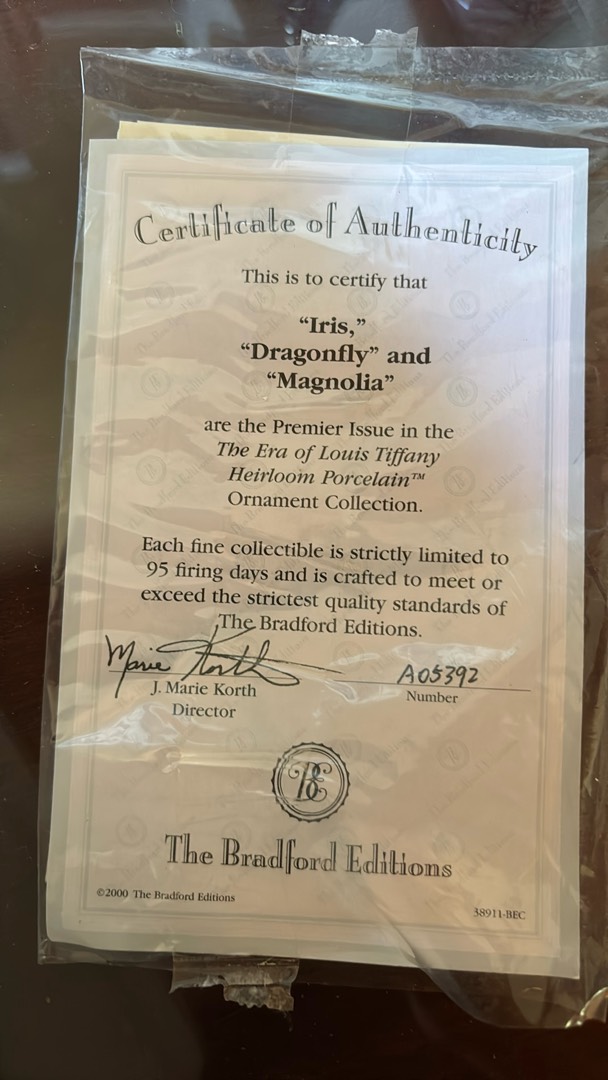 Certificate of Authenticity
This is to certify that
“Iris,”
“Dragonfly” and
“Magnolia”
are the Premier Issue in the
The Era of Louis Tiffany
Heirloom Porcelain™
Ornament Collection.
Each fine collectible is strictly limited to
95 firing days and is crafted to meet or
exceed the strictest quality standards of
The Bradford Editions.
Marie Korth
A05392
J. Marie Korth
Number
Director
BE
The Bradford Editions
©2000 The Bradford Editions
38911-BEC